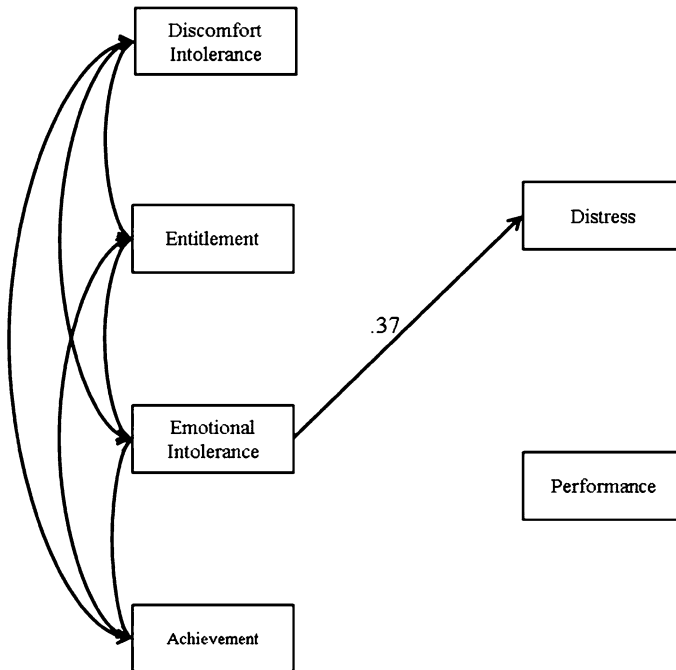 Discomfort
Intolerance
Entitlement
Distress
.37
Emotional
Intolerance
Performance
Achievement